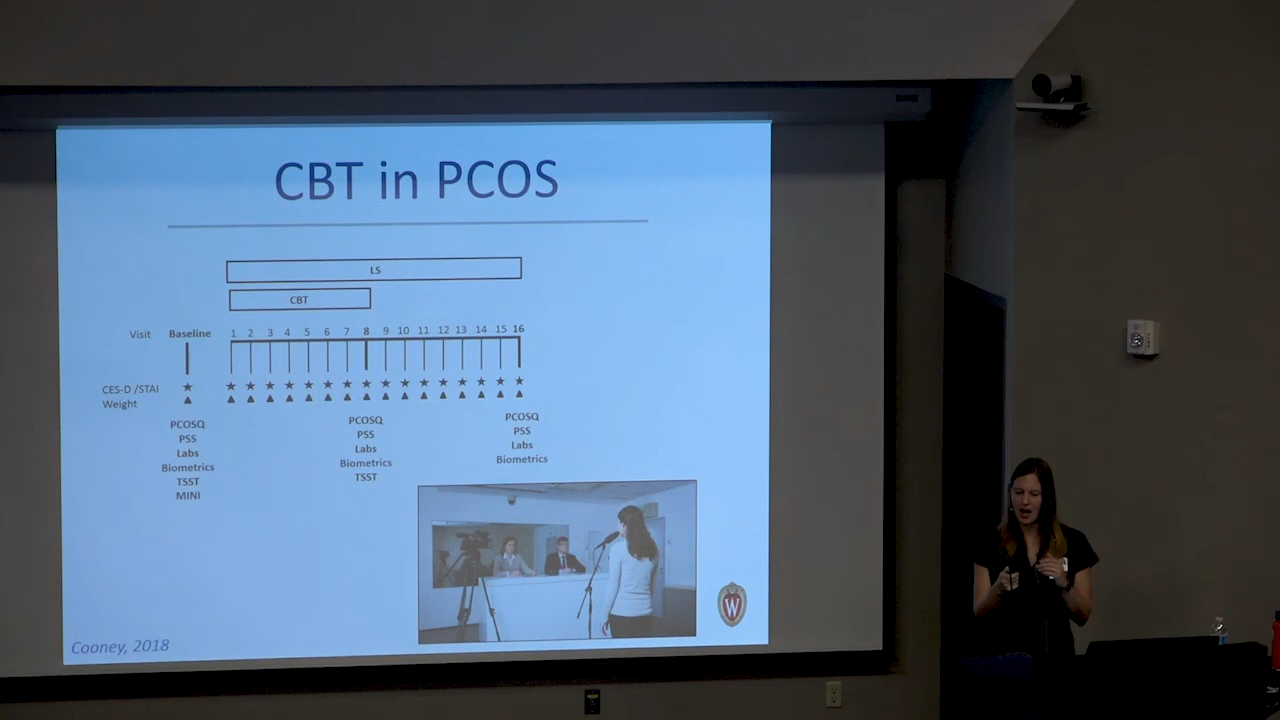 CBT in PCOS
LS
CBT
Visit Baseline 1 2 3 4 5 6 7 8 9 10 11 12 13 14 15 16
CES-D /STAI
Weight
PCOSQ
PSS
Labs
Biometrics
TSST
MINI
PCOSQ
PSS
Labs
Biometrics
TSST
PCOSQ
PSS
Labs
Biometrics
W
Cooney, 2018